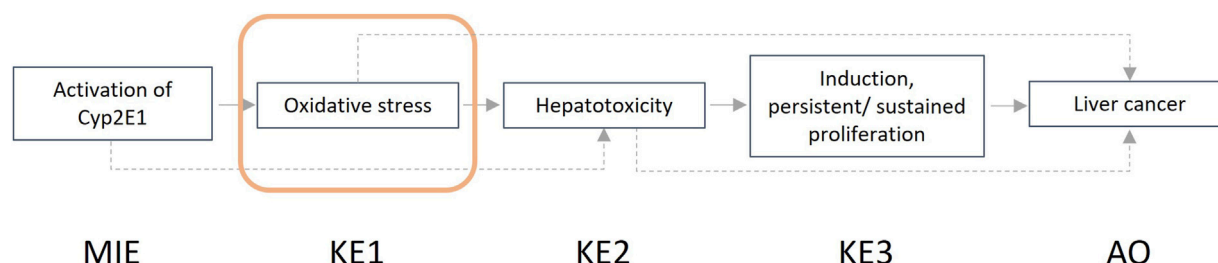 Activation of
Cyp2E1
Oxidative stress
Hepatotoxicity
Induction,
persistent/ sustained
proliferation
Liver cancer
MIE
KE1
KE2
KE3
AO